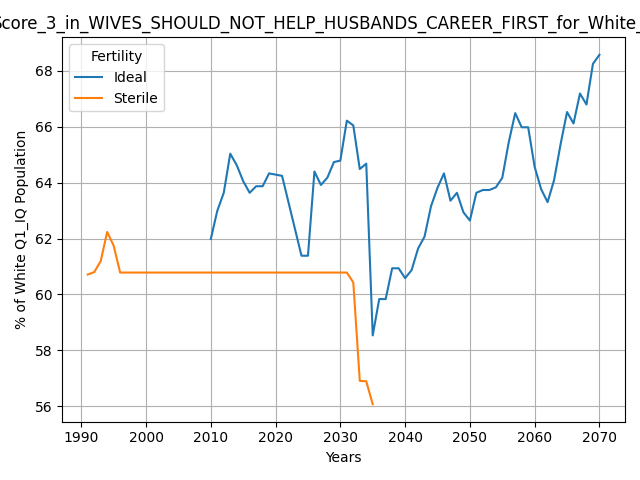 Score_3_in_WIVES_SHOULD_NOT_HELP_HUSBANDS_CAREER_FIRST_for_White_
Fertility
Ideal
Sterile
% of White Q1_IQ Population
68
66
64
62
60
58
56
1990 2000 2010 2020 2030 2040 2050 2060 2070
Years